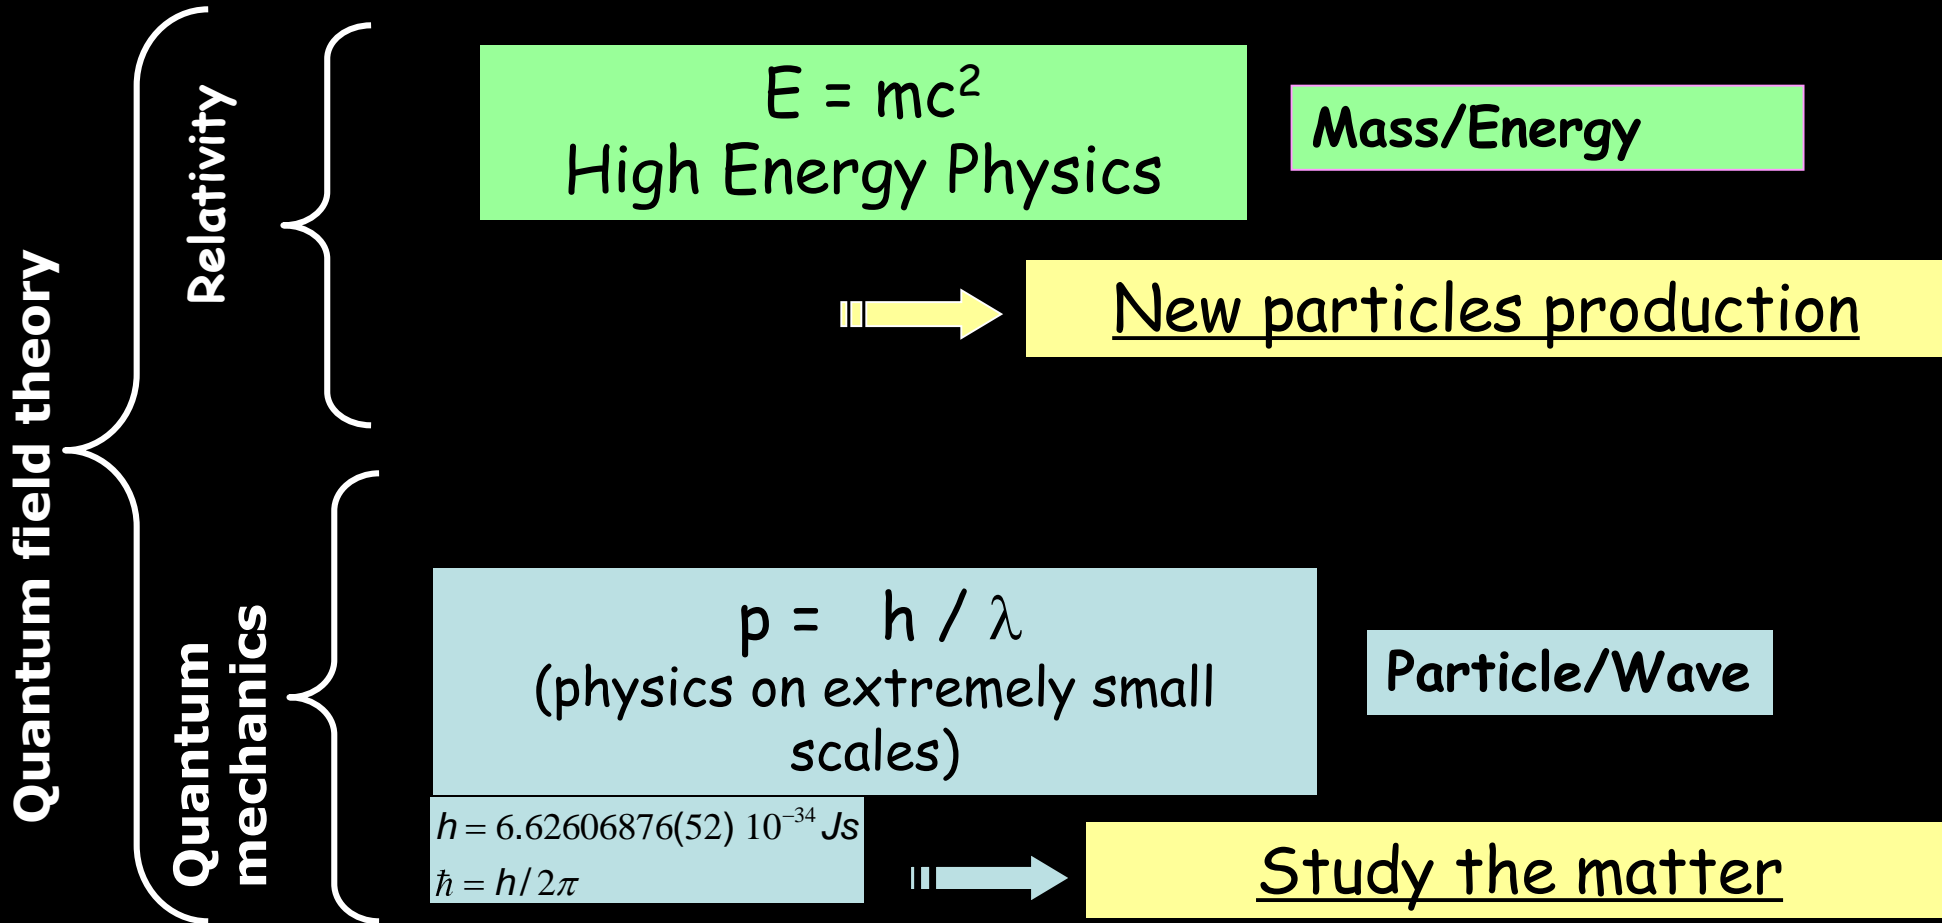 Quantum field theory
Relativity
E = mc²
High Energy Physics
Mass/Energy
New particles production
Quantum
mechanics
p = h / λ
(physics on extremely small
scales)
Particle/Wave
h = 6.62606876(52) 10⁻³⁴ Js
ħ = h/2π
Study the matter